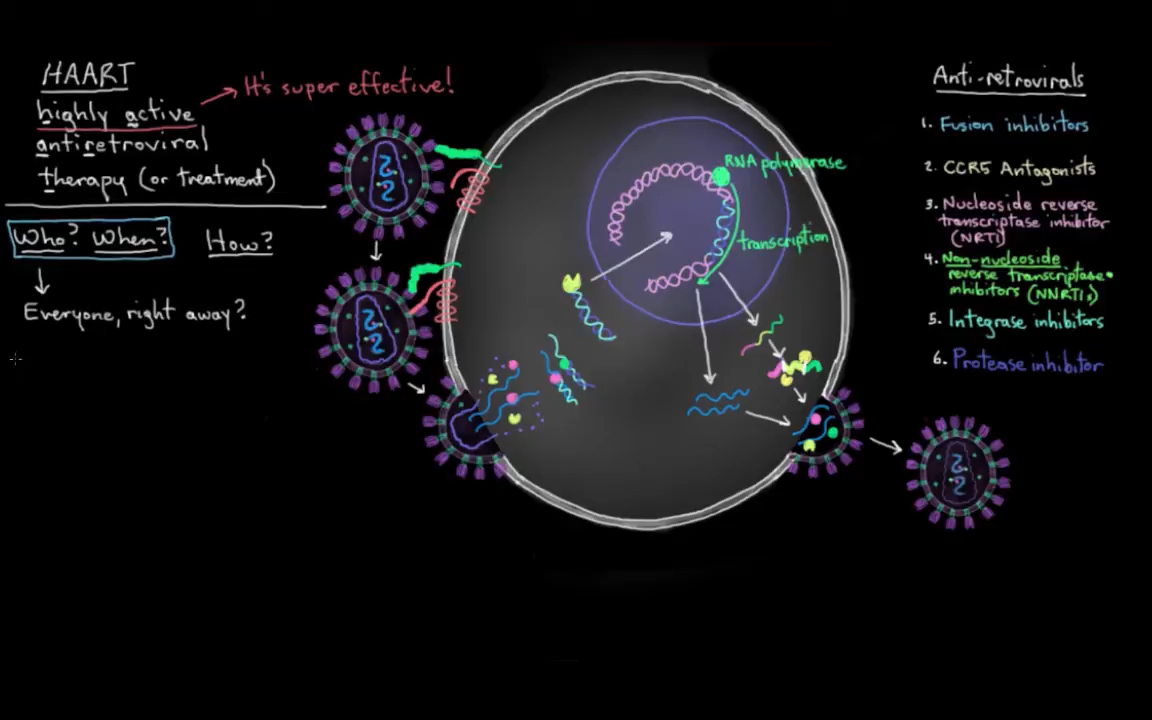 HAART
highly active
antiretroviral
therapy (or treatment)
It's super effective!
Who? When?
How?
Everyone, right away?
RNA polymerase
transcription
Anti-retrovirals
1. Fusion inhibitors
2. CCR5 Antagonists
3. Nucleoside reverse
transcriptase inhibitor
(NRTI)
4. Non-nucleoside
reverse transcriptase
inhibitors (NNRTIs)
5. Integrase inhibitors
6. Protease inhibitor